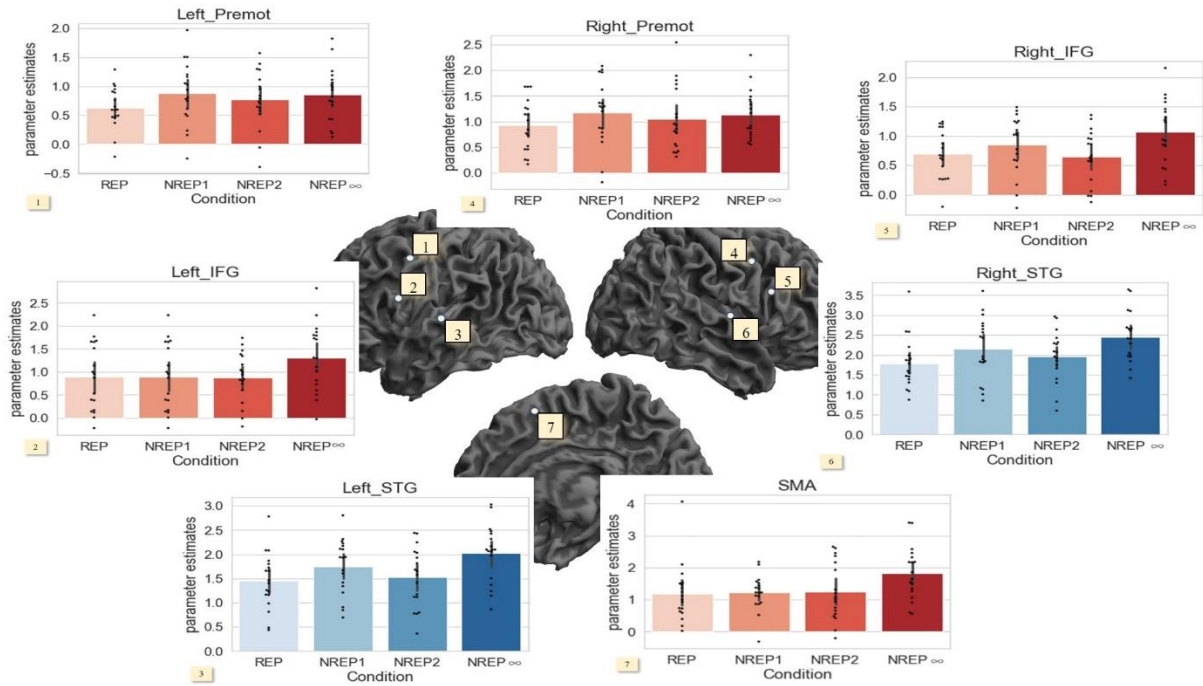 Left_Premot
parameter estimates
2.0
1.5
1.0
0.5
0.0
−0.5
REP NREP1 NREP2 NREP ∞
Condition
1
Right_Premot
parameter estimates
2.5
2.0
1.5
1.0
0.5
0.0
REP NREP1 NREP2 NREP ∞
Condition
4
Right_IFG
parameter estimates
2.0
1.5
1.0
0.5
0.0
REP NREP1 NREP2 NREP ∞
Condition
5
Left_IFG
parameter estimates
2.5
2.0
1.5
1.0
0.5
0.0
REP NREP1 NREP2 NREP∞
Condition
2
1
2
3
4
5
6
7
Right_STG
parameter estimates
3.5
3.0
2.5
2.0
1.5
1.0
0.5
0.0
REP NREP1 NREP2 NREP ∞
Condition
6
Left_STG
parameter estimates
3.0
2.5
2.0
1.5
1.0
0.5
0.0
REP NREP1 NREP2 NREP ∞
Condition
3
SMA
parameter estimates
4
3
2
1
0
REP NREP1 NREP2 NREP ∞
Condition
7